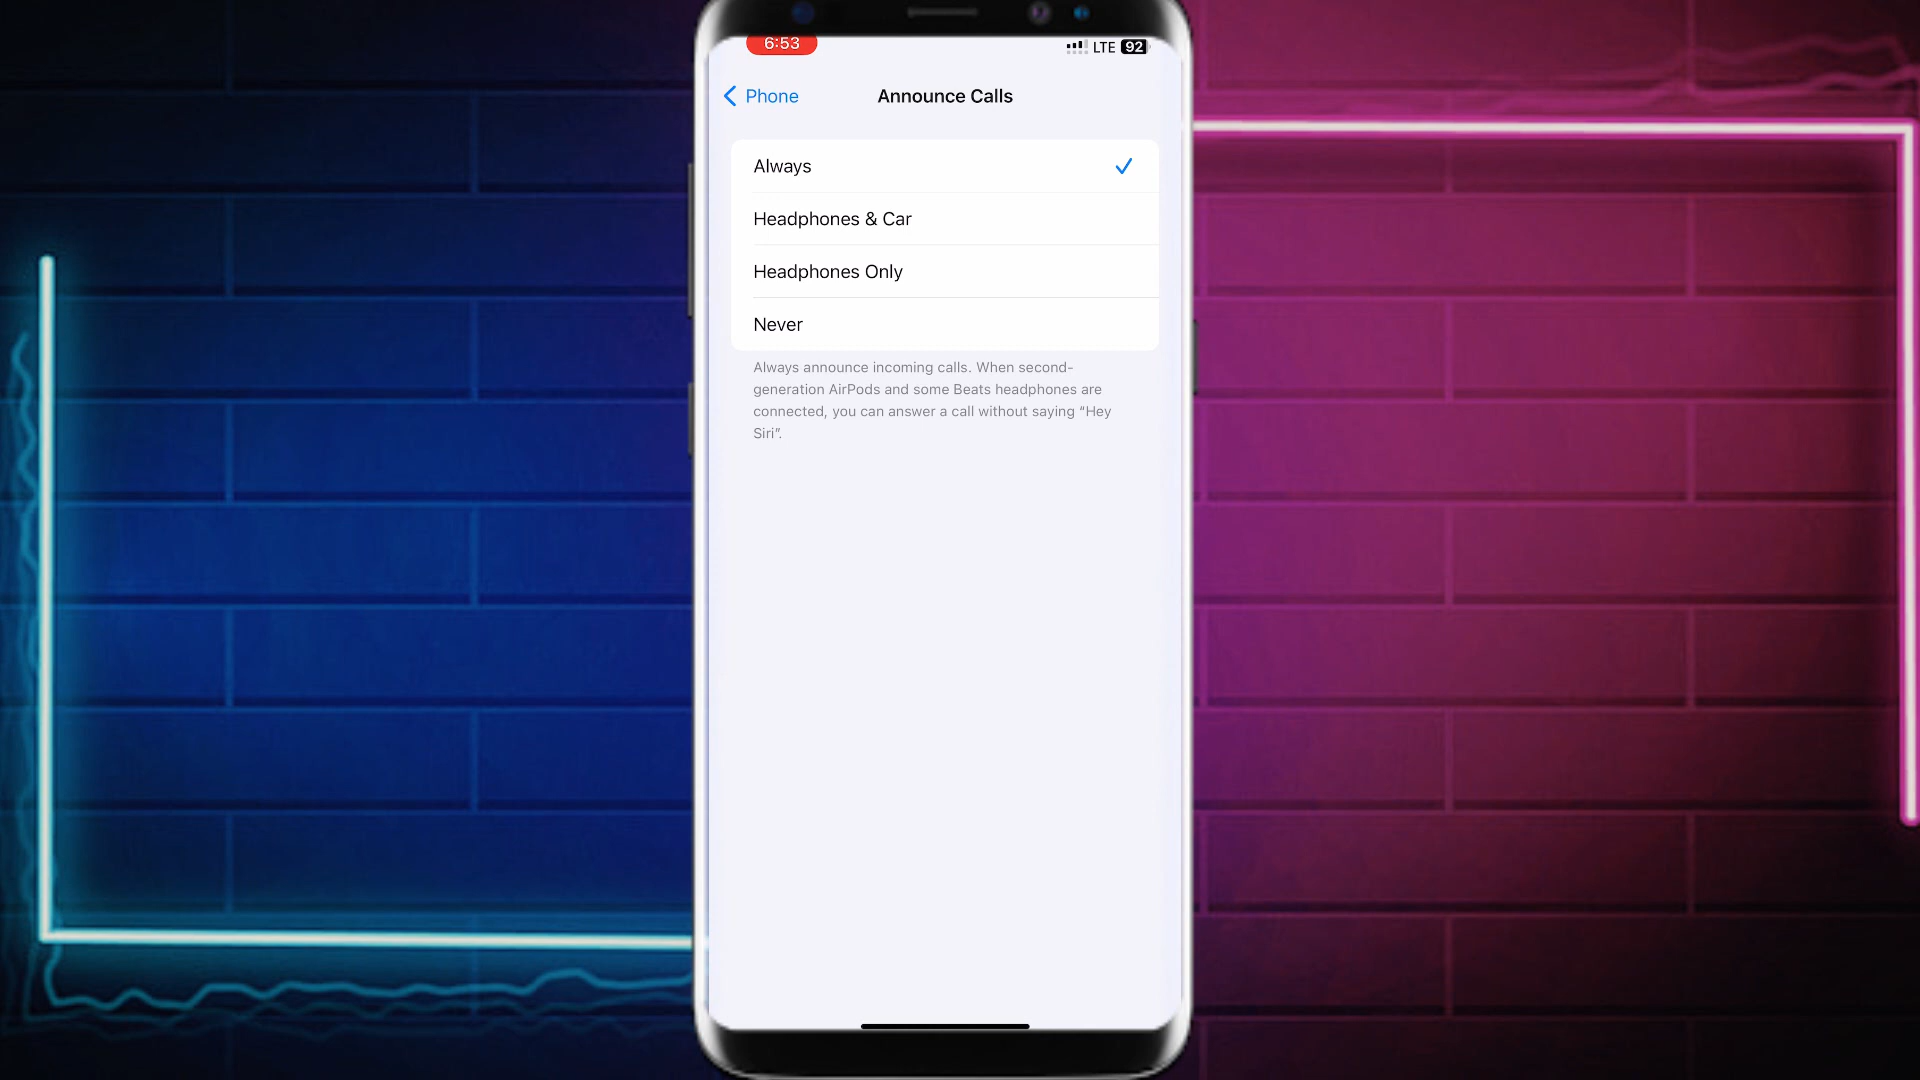 6:53
LTE 92
Phone
Announce Calls
Always
Headphones & Car
Headphones Only
Never
Always announce incoming calls. When second-
generation AirPods and some Beats headphones are
connected, you can answer a call without saying “Hey
Siri”.